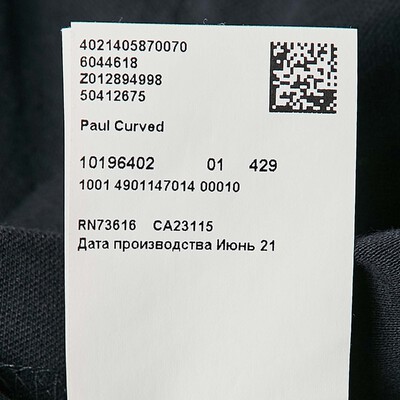 4021405870070
6044618
Z012894998
50412675
Paul Curved
10196402 01 429
1001 4901147014 00010
RN73616 CA23115
Дата производства Июнь 21